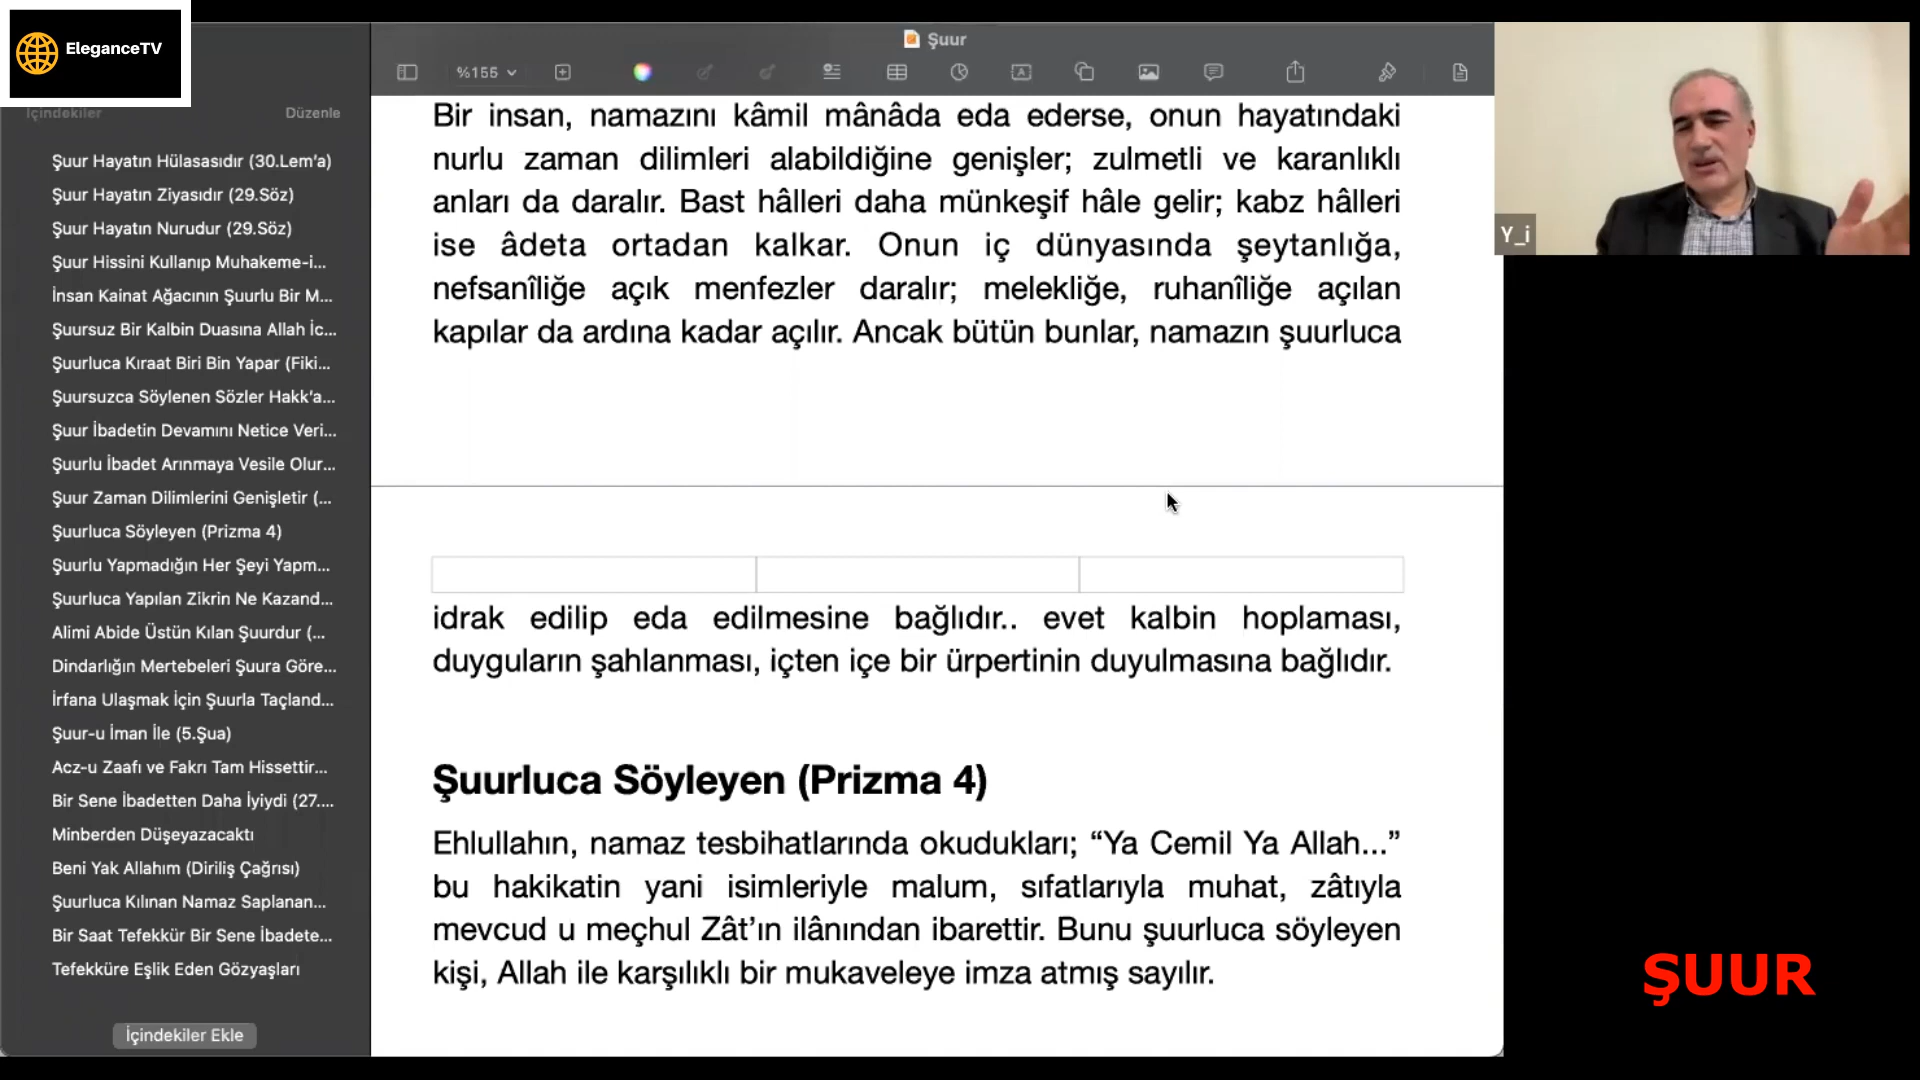 EleganceTV
Şuur
%155
İçindekiler
Düzenle
Şuur Hayatın Hülasasıdır (30.Lem'a)
Şuur Hayatın Ziyasıdır (29.Söz)
Şuur Hayatın Nurudur (29.Söz)
Şuur Hissini Kullanıp Muhakeme-i...
İnsan Kainat Ağacının Şuurlu Bir M...
Şuursuz Bir Kalbin Duasına Allah İc...
Şuurluca Kıraat Biri Bin Yapar (Fiki...
Şuursuzca Söylenen Sözler Hakk'a...
Şuur İbadetin Devamını Netice Veri...
Şuurlu İbadet Arınmaya Vesile Olur...
Şuur Zaman Dilimlerini Genişletir (...
Şuurluca Söyleyen (Prizma 4)
Şuurlu Yapmadığın Her Şeyi Yapm...
Şuurluca Yapılan Zikrin Ne Kazand...
Alimi Abide Üstün Kılan Şuurdur (...
Dindarlığın Mertebeleri Şuura Göre...
İrfana Ulaşmak İçin Şuurla Taçland...
Şuur-u İman İle (5.Şua)
Acz-u Zaafı ve Fakrı Tam Hissettir...
Bir Sene İbadetten Daha İyiydi (27....
Minberden Düşeyazacaktı
Beni Yak Allahım (Diriliş Çağrısı)
Şuurluca Kılınan Namaz Saplanan...
Bir Saat Tefekkür Bir Sene İbadete...
Tefekküre Eşlik Eden Gözyaşları
İçindekiler Ekle
Bir insan, namazını kâmil mânâda eda ederse, onun hayatındaki
nurlu zaman dilimleri alabildiğine genişler; zulmetli ve karanlıklı
anları da daralır. Bast hâlleri daha münkeşif hâle gelir; kabz hâlleri
ise âdeta ortadan kalkar. Onun iç dünyasında şeytanlığa,
nefsanîliğe açık menfezler daralır; melekliğe, ruhanîliğe açılan
kapılar da ardına kadar açılır. Ancak bütün bunlar, namazın şuurluca
idrak edilip eda edilmesine bağlıdır.. evet kalbin hoplaması,
duyguların şahlanması, içten içe bir ürpertinin duyulmasına bağlıdır.
Şuurluca Söyleyen (Prizma 4)
Ehlullahın, namaz tesbihatlarında okudukları; “Ya Cemil Ya Allah...”
bu hakikatin yani isimleriyle malum, sıfatlarıyla muhat, zâtıyla
mevcud u meçhul Zât’ın ilânından ibarettir. Bunu şuurluca söyleyen
kişi, Allah ile karşılıklı bir mukaveleye imza atmış sayılır.
Y_i
ŞUUR